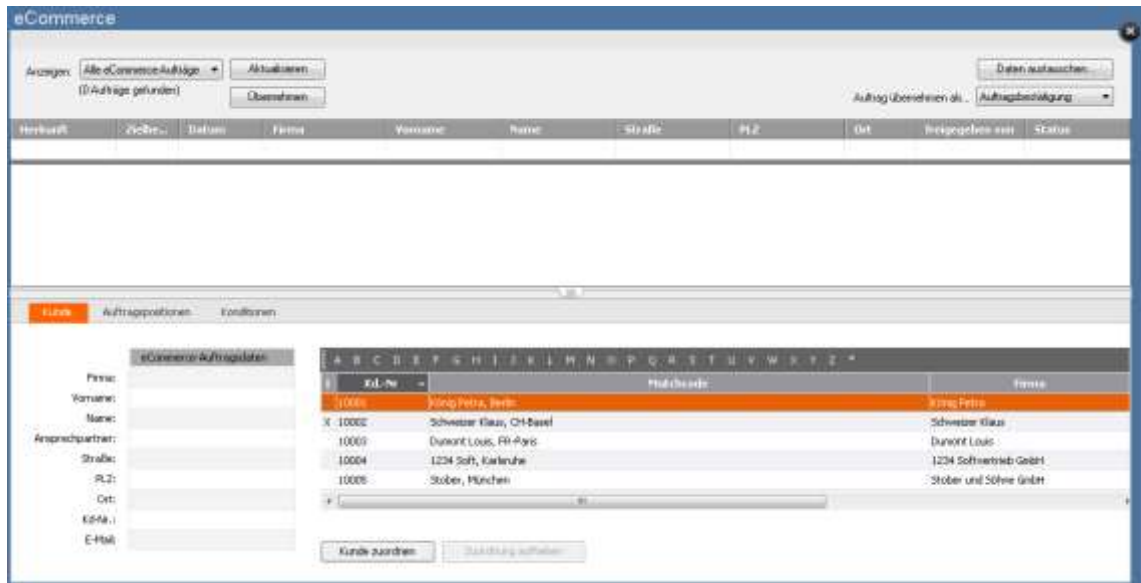 eCommerce
Anzeigen: Alle eCommerce-Aufträge Aktualisieren Daten austauschen...
(0 Aufträge gefunden) Übernehmen Auftrag übernehmen als... Auftragsbestätigung
Herkunft Zielbe... Datum Firma Vorname Name Straße PLZ Ort freigegeben von Status
Kunde Auftragspositionen Konditionen
eCommerce-Auftragsdaten
Firma:
Vorname:
Name:
Ansprechpartner:
Straße:
PLZ:
Ort:
Kd-Nr.:
E-Mail:
A B C D E F G H I J K L M N O P Q R S T U V W X Y Z *
Kd.-Nr Matchcode Firma
10001 König Petra, Berlin König Petra
X 10002 Schweizer Klaus, CH-Basel Schweizer Klaus
10003 Dumont Louis, FR-Paris Dumont Louis
10004 1234 Soft, Karlsruhe 1234 Softvertrieb GmbH
10005 Stober, München Stober und Söhne GmbH
Kunde zuordnen Zuordnung aufheben